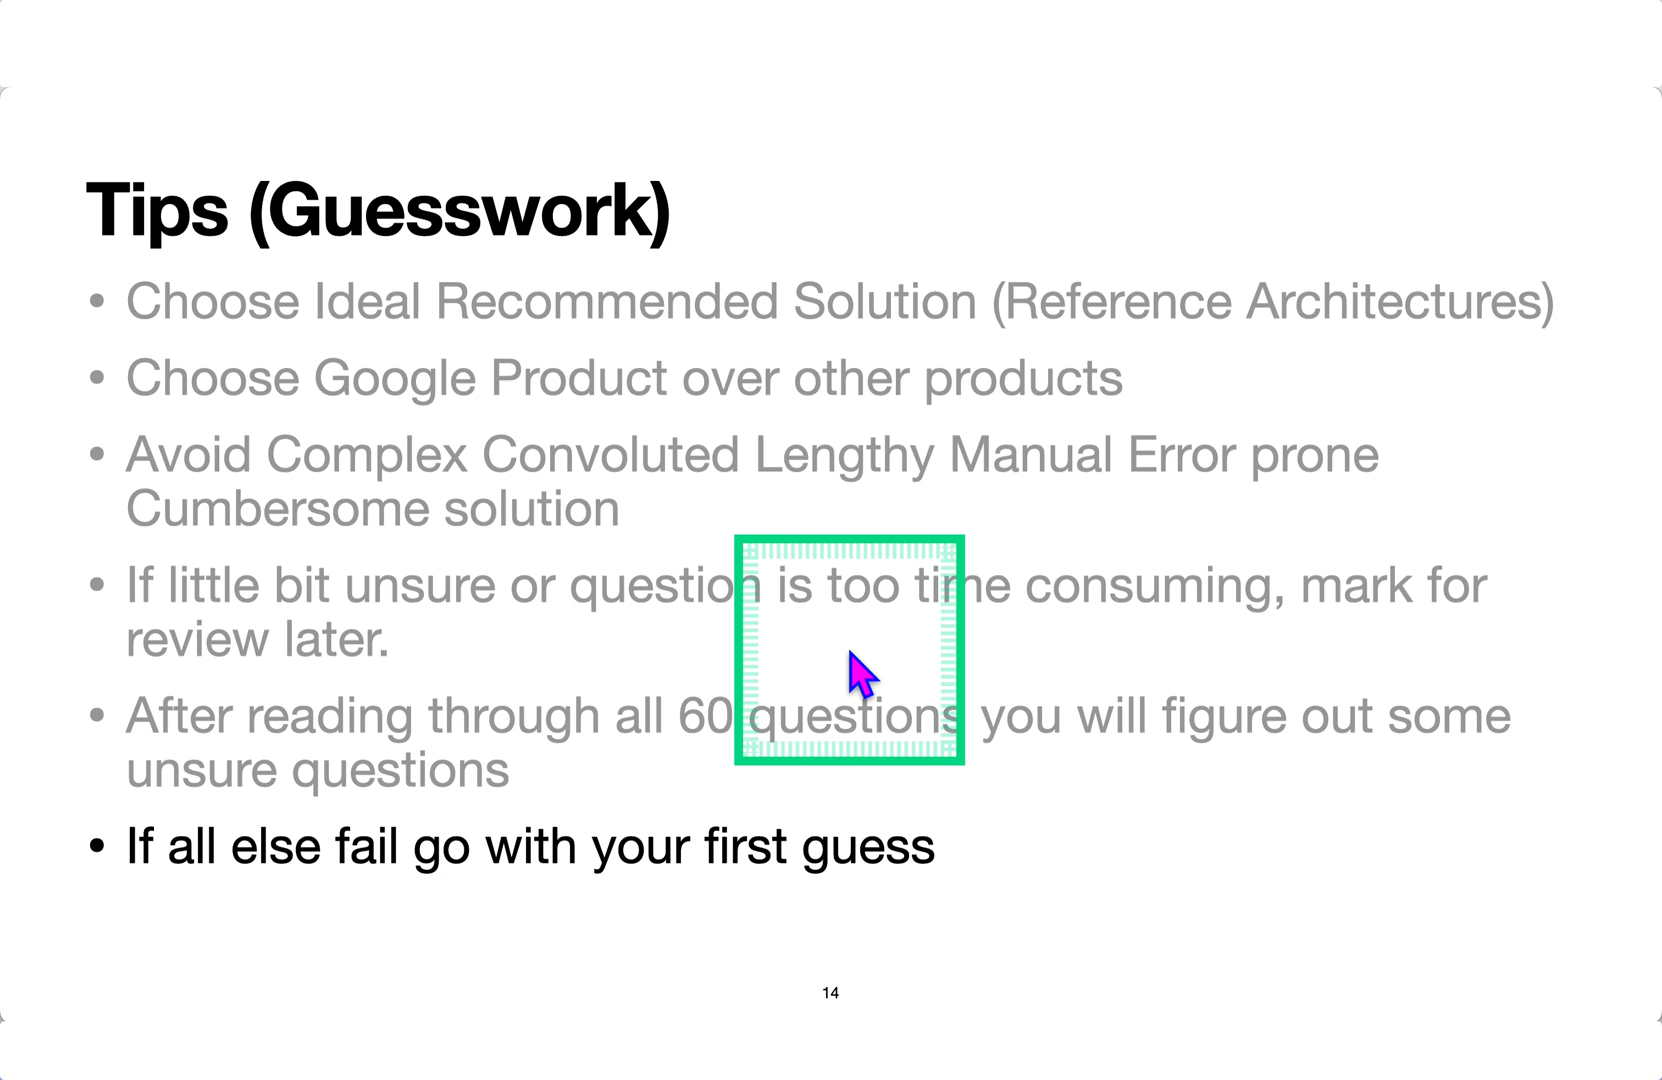 Tips (Guesswork)
• Choose Ideal Recommended Solution (Reference Architectures)
• Choose Google Product over other products
• Avoid Complex Convoluted Lengthy Manual Error prone
Cumbersome solution
• If little bit unsure or question is too time consuming, mark for
review later.
• After reading through all 60 questions you will figure out some
unsure questions
• If all else fail go with your first guess
14